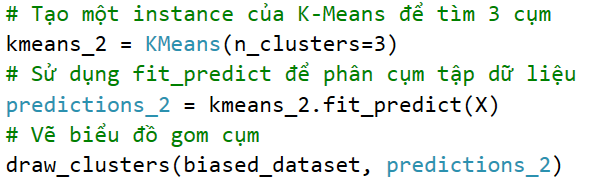 # Tạo một instance của K-Means để tìm 3 cụm
kmeans_2 = KMeans(n_clusters=3)
# Sử dụng fit_predict để phân cụm tập dữ liệu
predictions_2 = kmeans_2.fit_predict(X)
# Vẽ biểu đồ gom cụm
draw_clusters(biased_dataset, predictions_2)